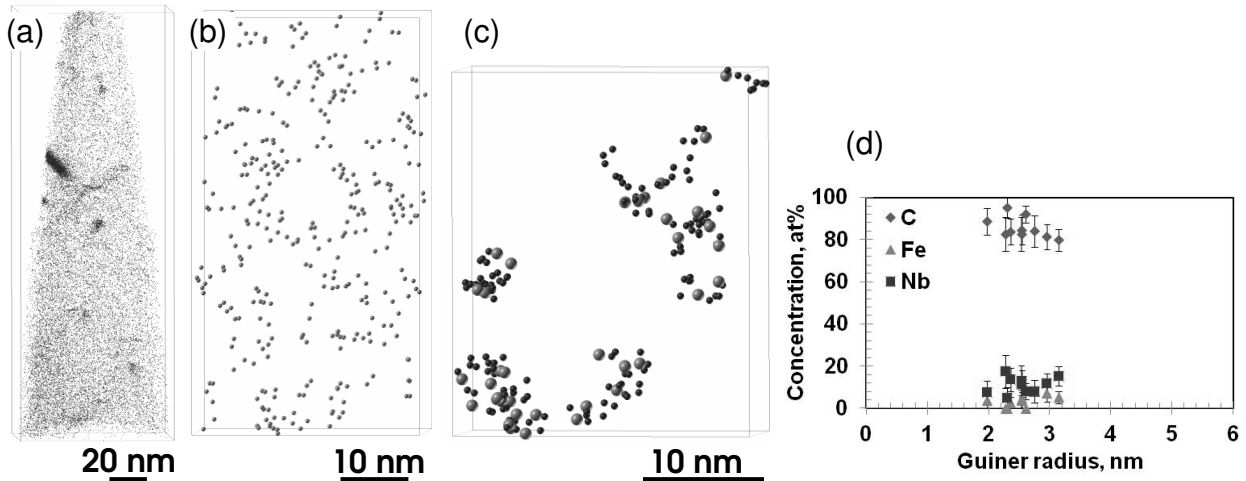 (a)
(b)
(c)
(d)
20 nm
10 nm
10 nm
100
80
60
40
20
0
C
Fe
Nb
Concentration, at%
0 1 2 3 4 5 6
Guiner radius, nm